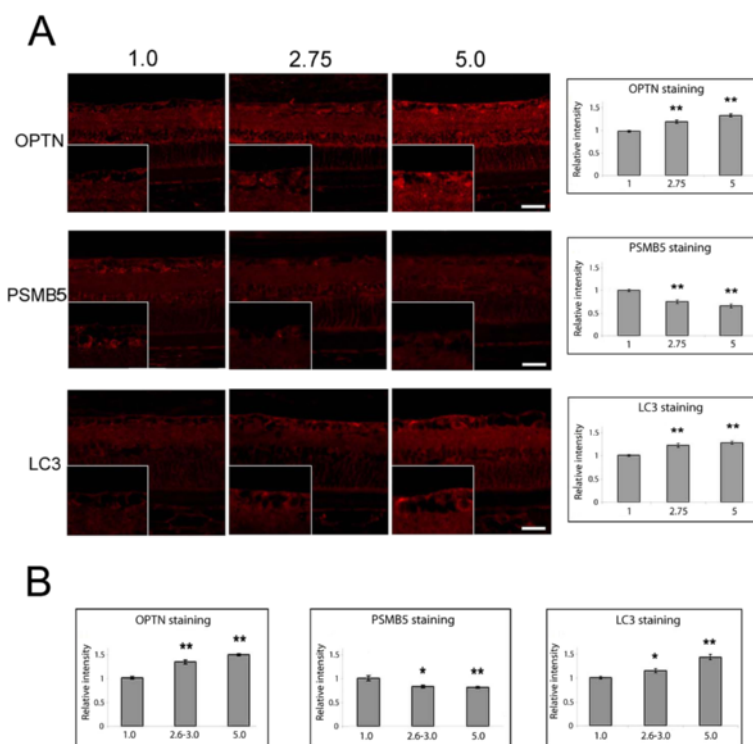 A
1.0 2.75 5.0
OPTN
PSMB5
LC3
OPTN staining
Relative intensity
1.5
1
0.5
0
** **
1 2.75 5
PSMB5 staining
Relative intensity
1.5
1
0.5
0
** **
1 2.75 5
LC3 staining
Relative intensity
1.5
1
0.5
0
** **
1 2.75 5
B
OPTN staining
Relative intensity
1.5
1
0.5
0
** **
1.0 2.6-3.0 5.0
PSMB5 staining
Relative intensity
1.5
1
0.5
0
* **
1.0 2.6-3.0 5.0
LC3 staining
Relative intensity
1.5
1
0.5
0
* **
1.0 2.6-3.0 5.0